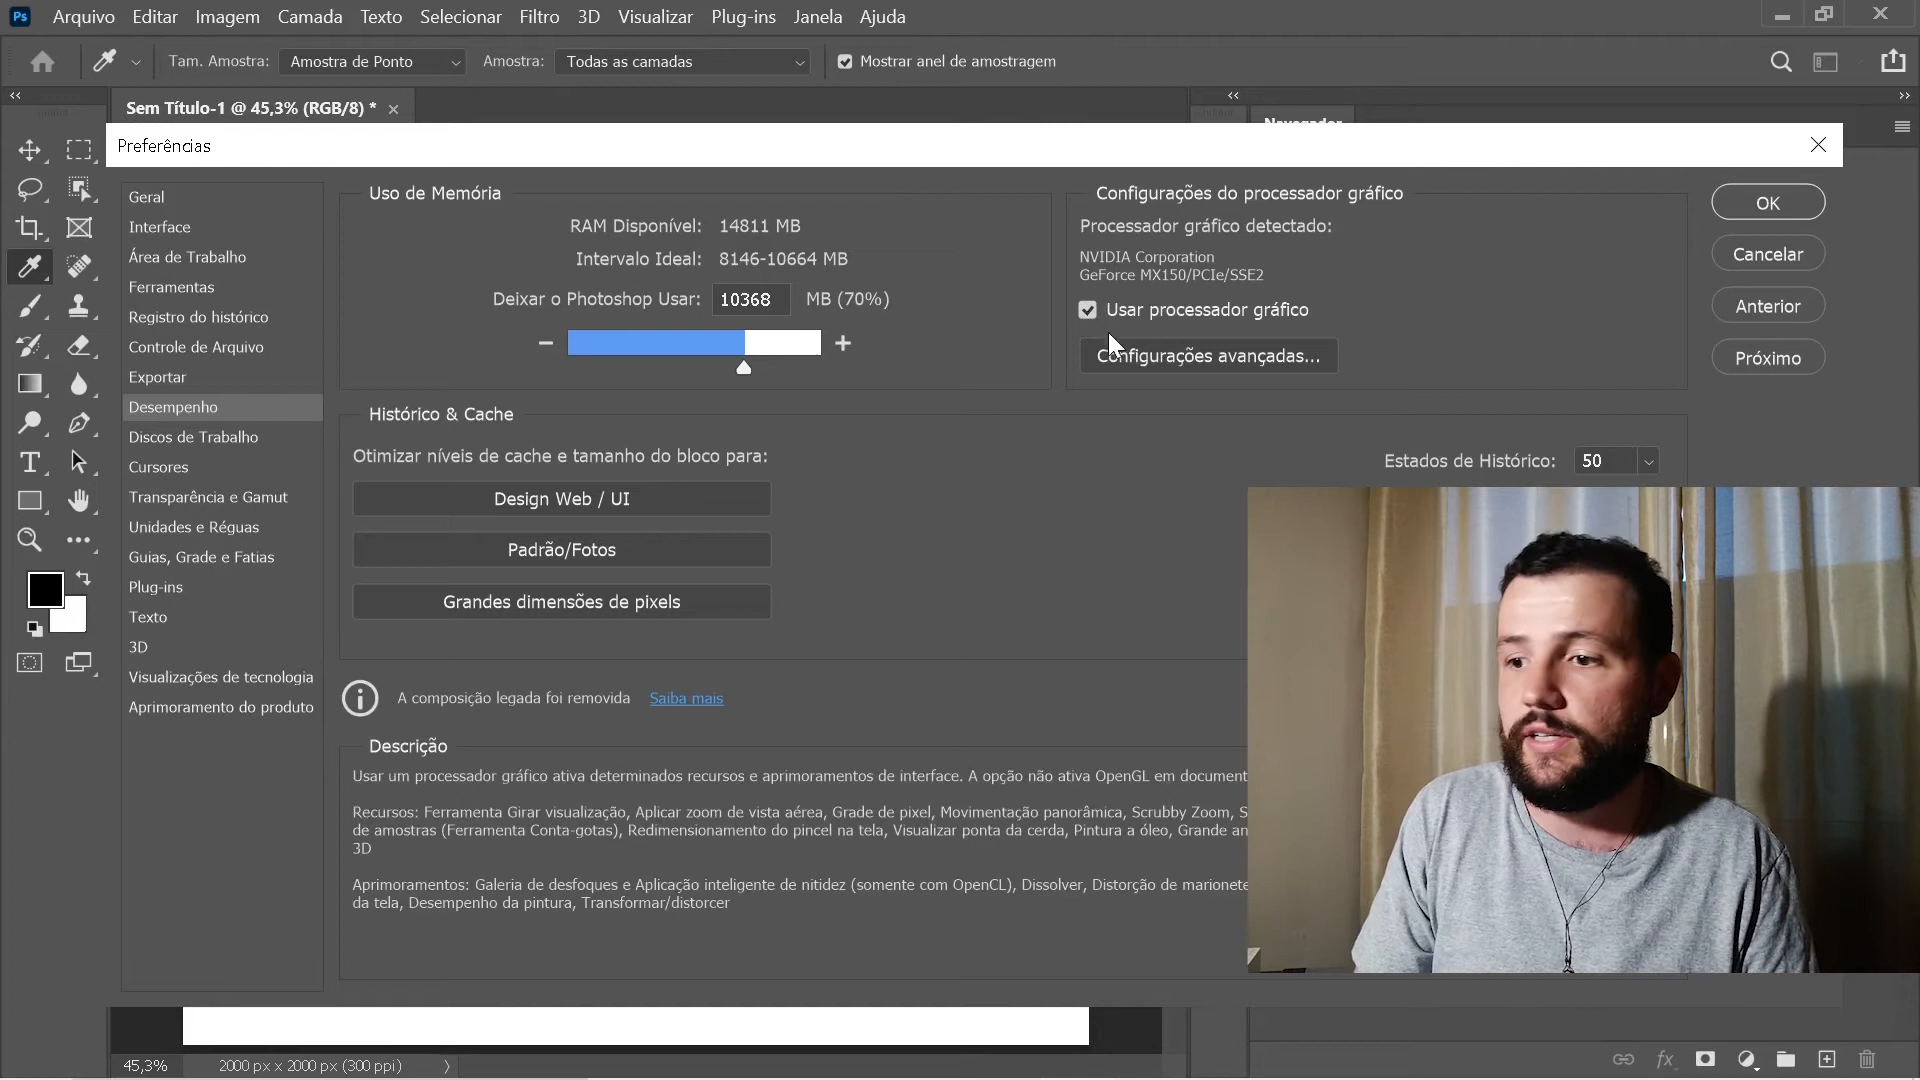 Ps Arquivo Editar Imagem Camada Texto Selecionar Filtro 3D Visualizar Plug-ins Janela Ajuda
Tam. Amostra: Amostra de Ponto Amostra: Todas as camadas Mostrar anel de amostragem
Sem Título-1 @ 45,3% (RGB/8) *
Navegador
Preferências
Geral
Interface
Área de Trabalho
Ferramentas
Registro do histórico
Controle de Arquivo
Exportar
Desempenho
Discos de Trabalho
Cursores
Transparência e Gamut
Unidades e Réguas
Guias, Grade e Fatias
Plug-ins
Texto
3D
Visualizações de tecnologia
Aprimoramento do produto
Uso de Memória
RAM Disponível: 14811 MB
Intervalo Ideal: 8146-10664 MB
Deixar o Photoshop Usar: 10368 MB (70%)
Configurações do processador gráfico
Processador gráfico detectado:
NVIDIA Corporation
GeForce MX150/PCIe/SSE2
Usar processador gráfico
Configurações avançadas...
OK
Cancelar
Anterior
Próximo
Histórico & Cache
Otimizar níveis de cache e tamanho do bloco para:
Design Web / UI
Padrão/Fotos
Grandes dimensões de pixels
Estados de Histórico: 50
A composição legada foi removida Saiba mais
Descrição
Usar um processador gráfico ativa determinados recursos e aprimoramentos de interface. A opção não ativa OpenGL em document
Recursos: Ferramenta Girar visualização, Aplicar zoom de vista aérea, Grade de pixel, Movimentação panorâmica, Scrubby Zoom, S
de amostras (Ferramenta Conta-gotas), Redimensionamento do pincel na tela, Visualizar ponta da cerda, Pintura a óleo, Grande an
3D
Aprimoramentos: Galeria de desfoques e Aplicação inteligente de nitidez (somente com OpenCL), Dissolver, Distorção de marionete
da tela, Desempenho da pintura, Transformar/distorcer
45,3% 2000 px x 2000 px (300 ppi)
fx